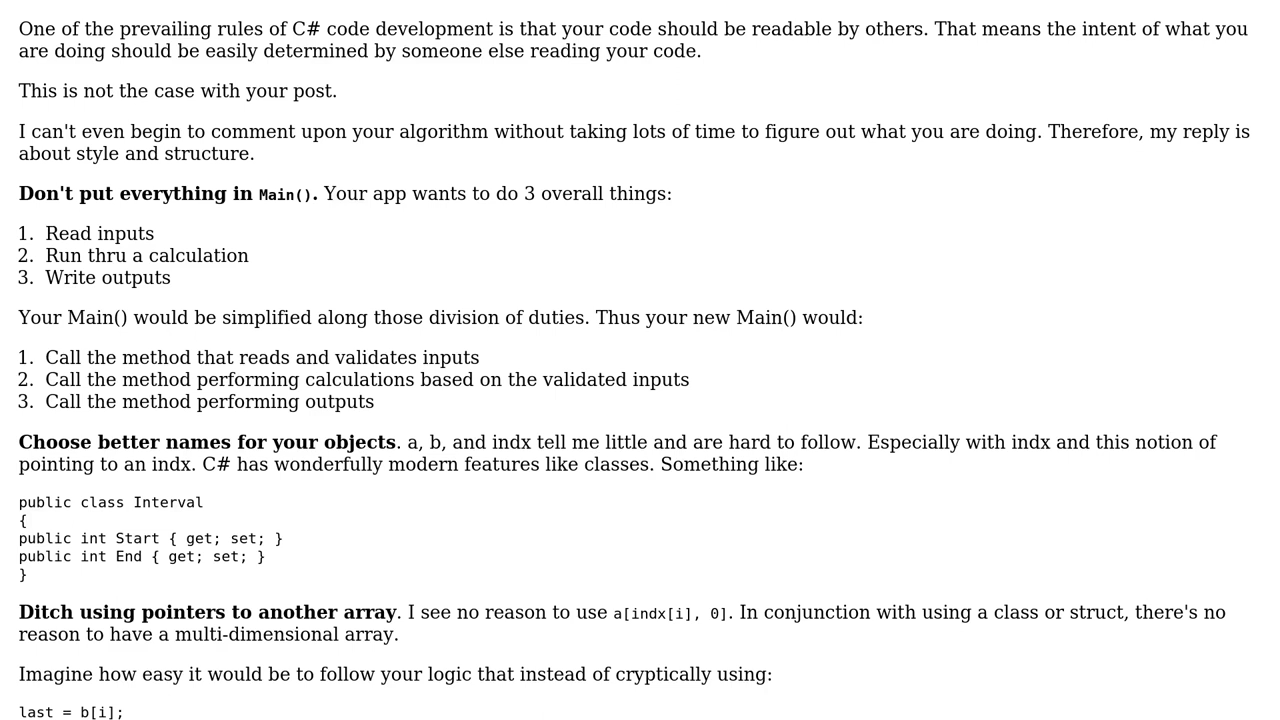 One of the prevailing rules of C# code development is that your code should be readable by others. That means the intent of what you
are doing should be easily determined by someone else reading your code.
This is not the case with your post.
I can't even begin to comment upon your algorithm without taking lots of time to figure out what you are doing. Therefore, my reply is
about style and structure.
Don't put everything in Main(). Your app wants to do 3 overall things:
1. Read inputs
2. Run thru a calculation
3. Write outputs
Your Main() would be simplified along those division of duties. Thus your new Main() would:
1. Call the method that reads and validates inputs
2. Call the method performing calculations based on the validated inputs
3. Call the method performing outputs
Choose better names for your objects. a, b, and indx tell me little and are hard to follow. Especially with indx and this notion of
pointing to an indx. C# has wonderfully modern features like classes. Something like:
public class Interval
{
public int Start { get; set; }
public int End { get; set; }
}
Ditch using pointers to another array. I see no reason to use a[indx[i], 0]. In conjunction with using a class or struct, there's no
reason to have a multi-dimensional array.
Imagine how easy it would be to follow your logic that instead of cryptically using:
last = b[i];